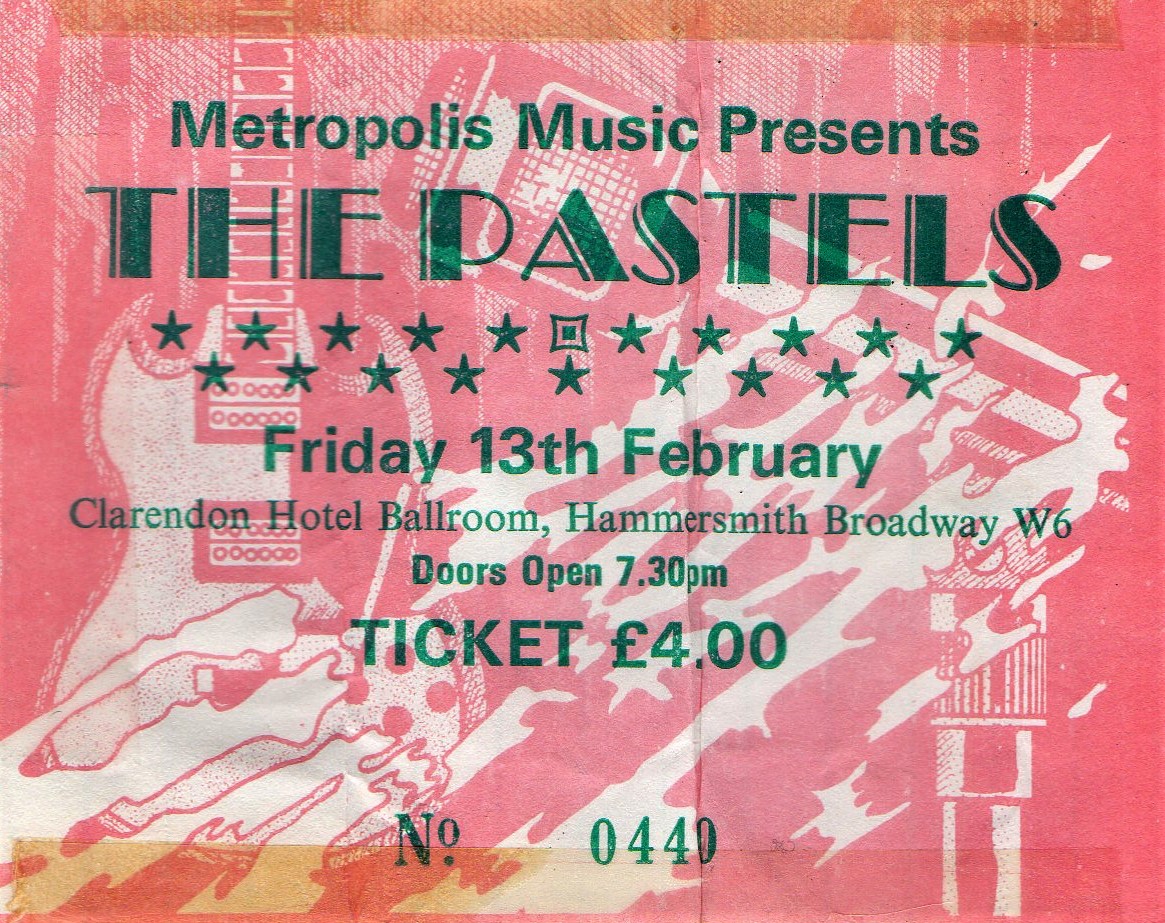 Metropolis Music Presents
THE PASTELS
Friday 13th February
Clarendon Hotel Ballroom, Hammersmith Broadway W6
Doors Open 7.30pm
TICKET £4.00
Nº 0440